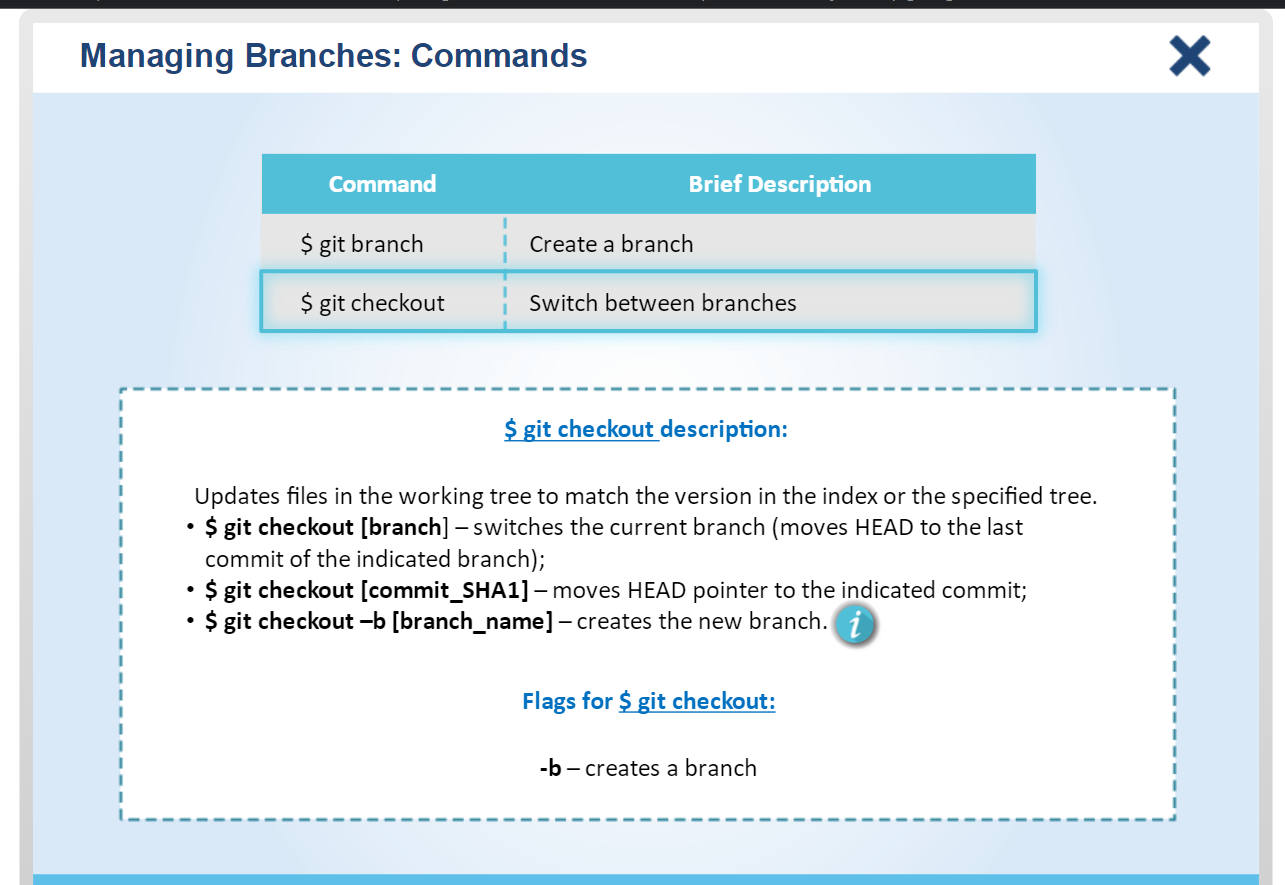 Managing Branches: Commands
Command Brief Description
$ git branch Create a branch
$ git checkout Switch between branches
$ git checkout description:
Updates files in the working tree to match the version in the index or the specified tree.
• $ git checkout [branch] – switches the current branch (moves HEAD to the last
commit of the indicated branch);
• $ git checkout [commit_SHA1] – moves HEAD pointer to the indicated commit;
• $ git checkout –b [branch_name] – creates the new branch. i
Flags for $ git checkout:
-b – creates a branch